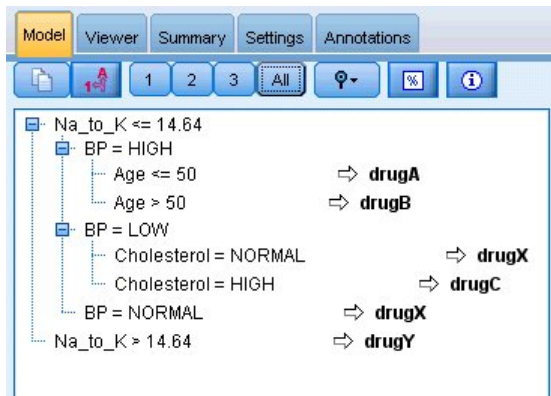 Model Viewer Summary Settings Annotations
1 2 3 All %
Na_to_K <= 14.64
BP = HIGH
Age <= 50 ⇨ drugA
Age > 50 ⇨ drugB
BP = LOW
Cholesterol = NORMAL ⇨ drugX
Cholesterol = HIGH ⇨ drugC
BP = NORMAL ⇨ drugX
Na_to_K > 14.64 ⇨ drugY